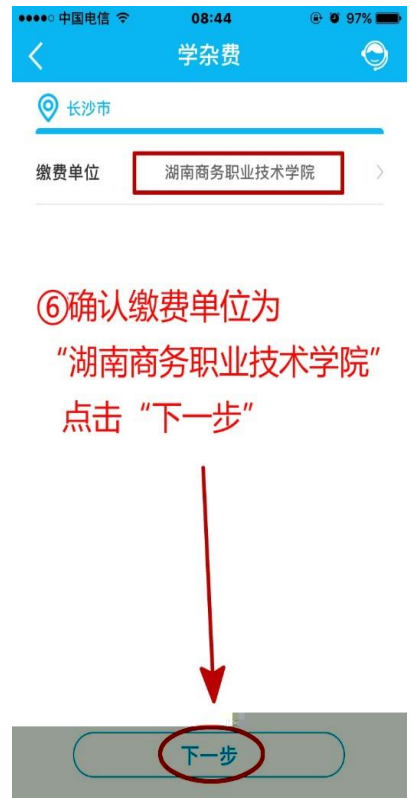 中国电信 08:44 97%
学杂费
长沙市
缴费单位 湖南商务职业技术学院
⑥确认缴费单位为
“湖南商务职业技术学院”
点击“下一步”
下一步